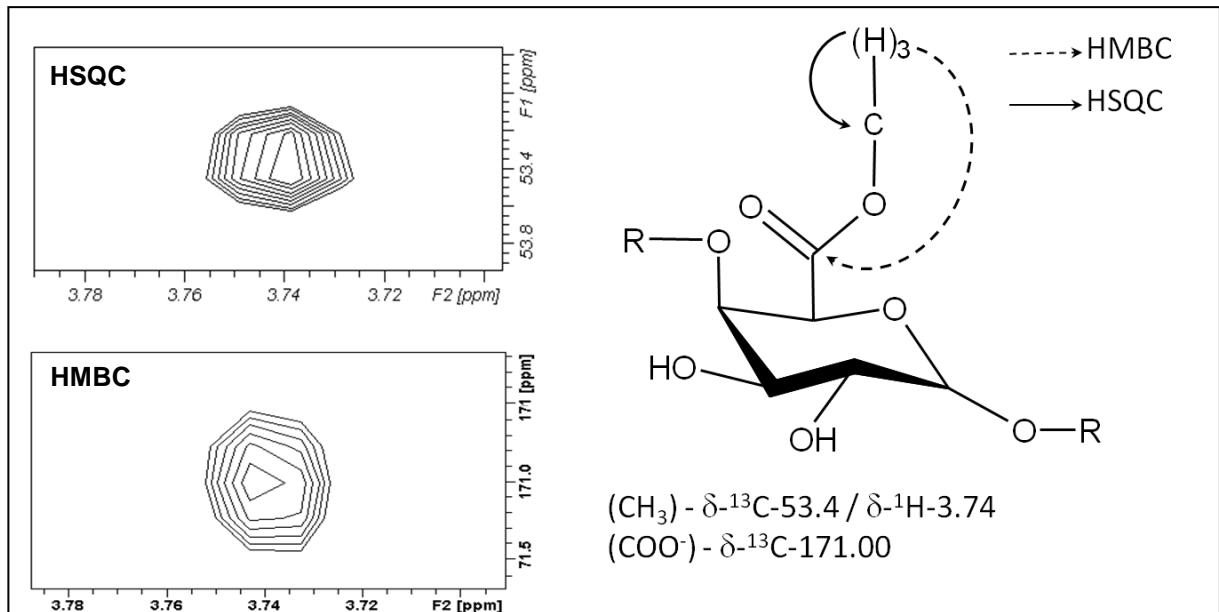 HSQC
F1 [ppm]
53.4
53.8
3.78 3.76 3.74 3.72 F2 [ppm]
HMBC
171 [ppm]
171.0
71.5
3.78 3.76 3.74 3.72 F2 [ppm]
(H)3
HMBC
HSQC
C
O
O
R O
O
HO
OH
O R
(CH3) - δ-13C-53.4 / δ-1H-3.74
(COO-) - δ-13C-171.00